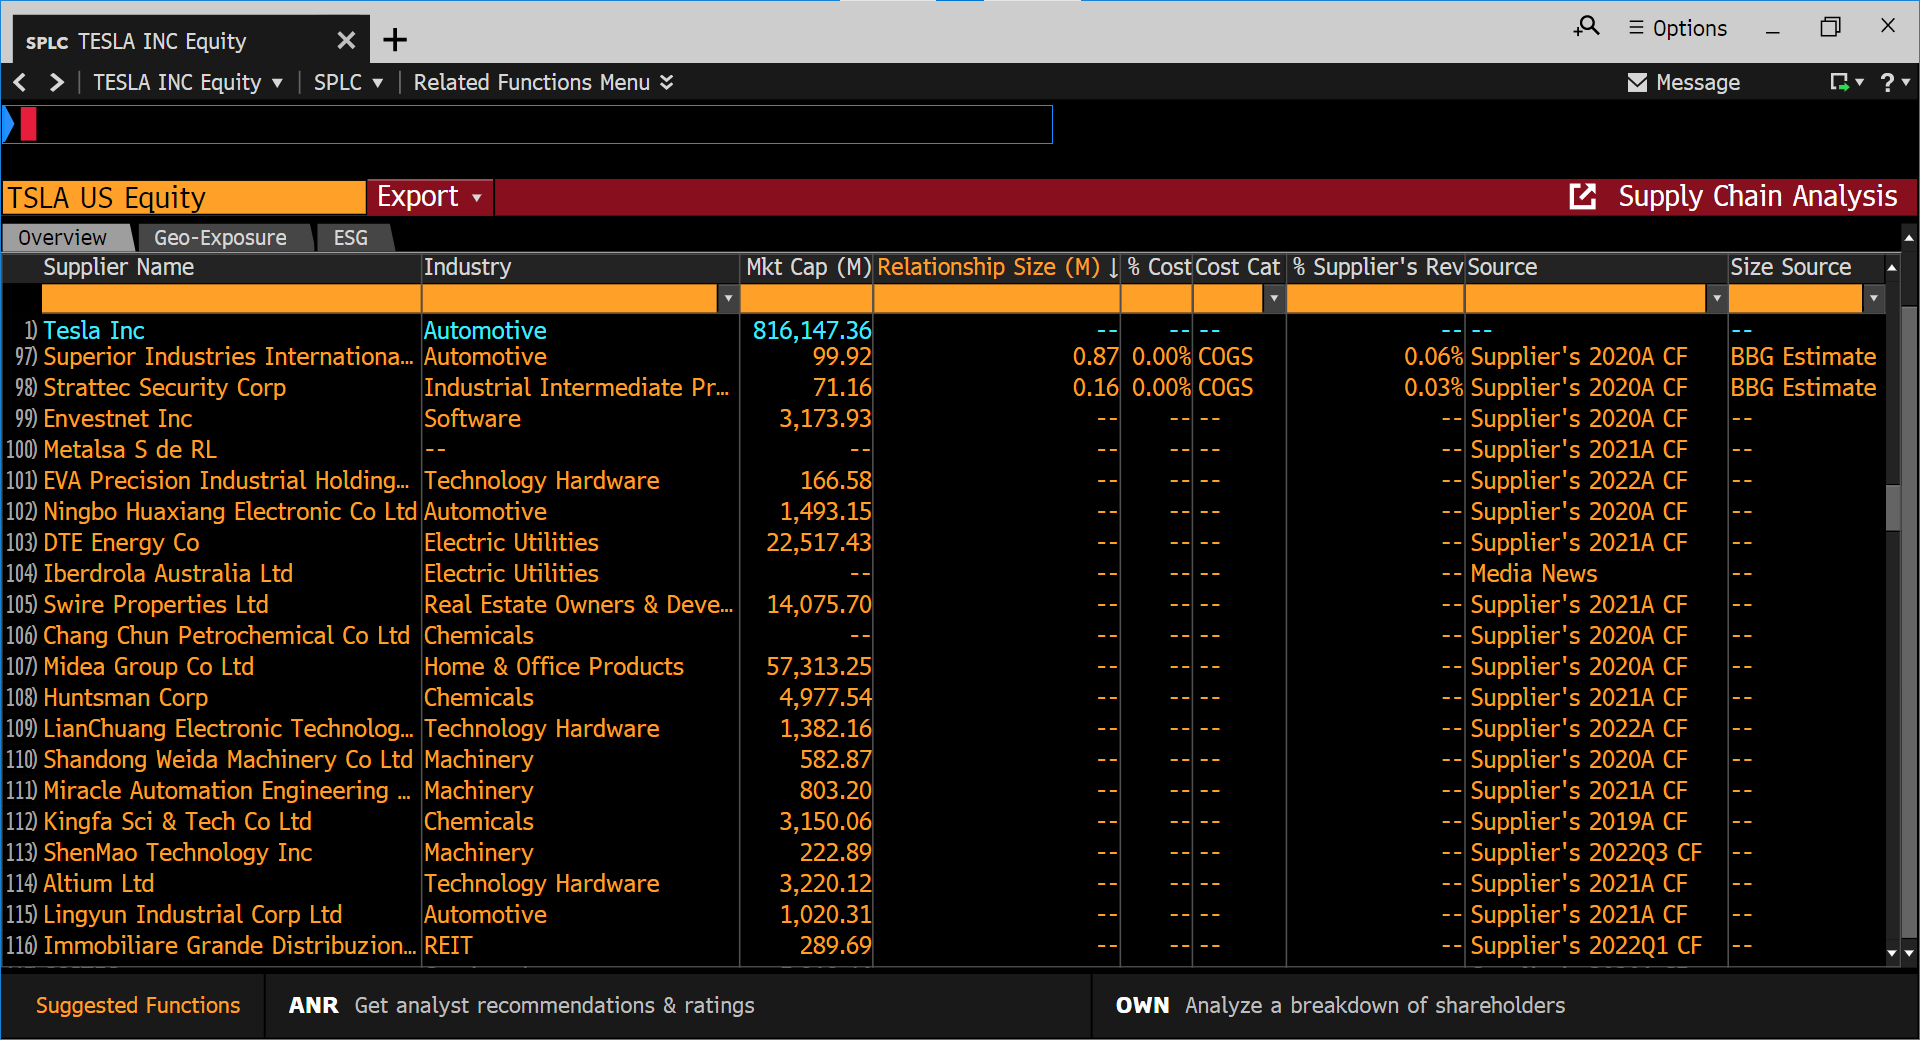 SPLC TESLA INC Equity
Options
TESLA INC Equity SPLC Related Functions Menu Message ?
TSLA US Equity Export Supply Chain Analysis
Overview Geo-Exposure ESG
Supplier Name Industry Mkt Cap (M) Relationship Size (M) ↓ % Cost Cost Cat % Supplier's Rev Source Size Source
1) Tesla Inc Automotive 816,147.36 -- -- -- -- -- --
97) Superior Industries Internationa... Automotive 99.92 0.87 0.00% COGS 0.06% Supplier's 2020A CF BBG Estimate
98) Strattec Security Corp Industrial Intermediate Pr... 71.16 0.16 0.00% COGS 0.03% Supplier's 2020A CF BBG Estimate
99) Envestnet Inc Software 3,173.93 -- -- -- -- Supplier's 2020A CF --
100) Metalsa S de RL -- -- -- -- -- -- Supplier's 2021A CF --
101) EVA Precision Industrial Holding... Technology Hardware 166.58 -- -- -- -- Supplier's 2022A CF --
102) Ningbo Huaxiang Electronic Co Ltd Automotive 1,493.15 -- -- -- -- Supplier's 2020A CF --
103) DTE Energy Co Electric Utilities 22,517.43 -- -- -- -- Supplier's 2021A CF --
104) Iberdrola Australia Ltd Electric Utilities -- -- -- -- -- Media News --
105) Swire Properties Ltd Real Estate Owners & Deve... 14,075.70 -- -- -- -- Supplier's 2021A CF --
106) Chang Chun Petrochemical Co Ltd Chemicals -- -- -- -- -- Supplier's 2020A CF --
107) Midea Group Co Ltd Home & Office Products 57,313.25 -- -- -- -- Supplier's 2020A CF --
108) Huntsman Corp Chemicals 4,977.54 -- -- -- -- Supplier's 2021A CF --
109) LianChuang Electronic Technolog... Technology Hardware 1,382.16 -- -- -- -- Supplier's 2022A CF --
110) Shandong Weida Machinery Co Ltd Machinery 582.87 -- -- -- -- Supplier's 2020A CF --
111) Miracle Automation Engineering ... Machinery 803.20 -- -- -- -- Supplier's 2021A CF --
112) Kingfa Sci & Tech Co Ltd Chemicals 3,150.06 -- -- -- -- Supplier's 2019A CF --
113) ShenMao Technology Inc Machinery 222.89 -- -- -- -- Supplier's 2022Q3 CF --
114) Altium Ltd Technology Hardware 3,220.12 -- -- -- -- Supplier's 2021A CF --
115) Lingyun Industrial Corp Ltd Automotive 1,020.31 -- -- -- -- Supplier's 2021A CF --
116) Immobiliare Grande Distribuzion... REIT 289.69 -- -- -- -- Supplier's 2022Q1 CF --
Suggested Functions ANR Get analyst recommendations & ratings OWN Analyze a breakdown of shareholders